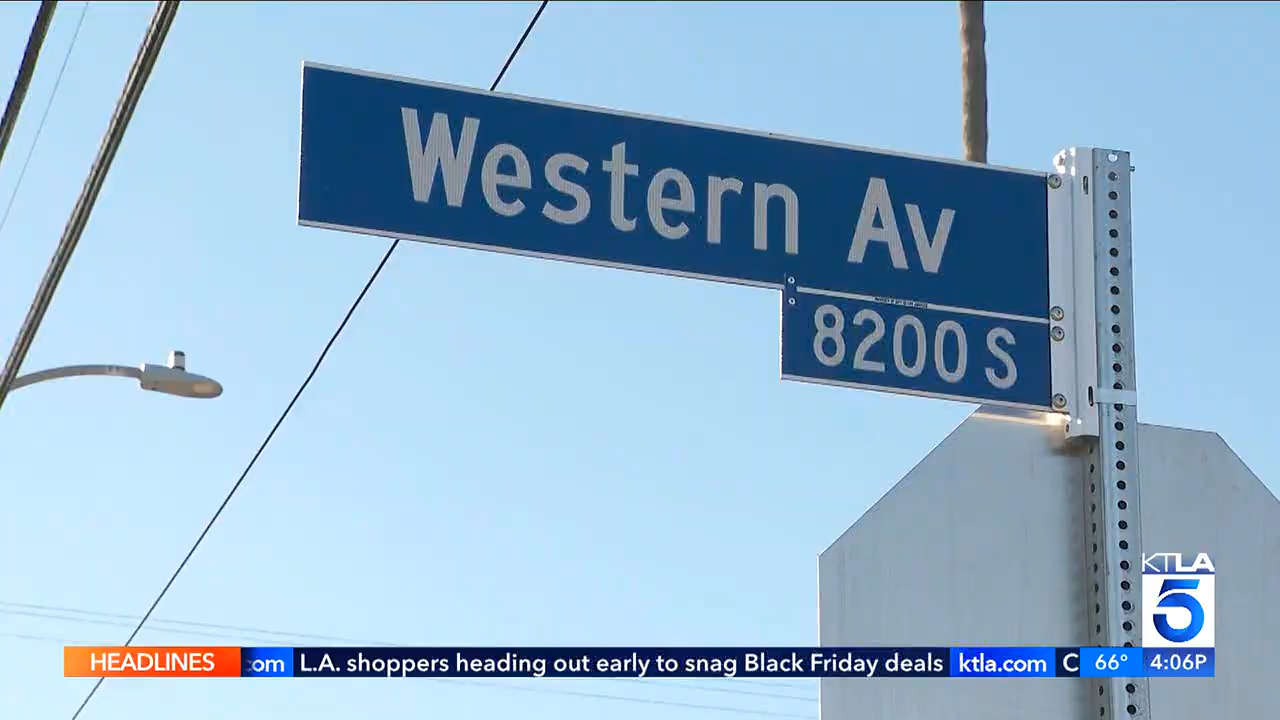 Western Av
8200 S
KTLA
5
HEADLINES
om
L.A. shoppers heading out early to snag Black Friday deals
ktla.com
C
66°
4:06P